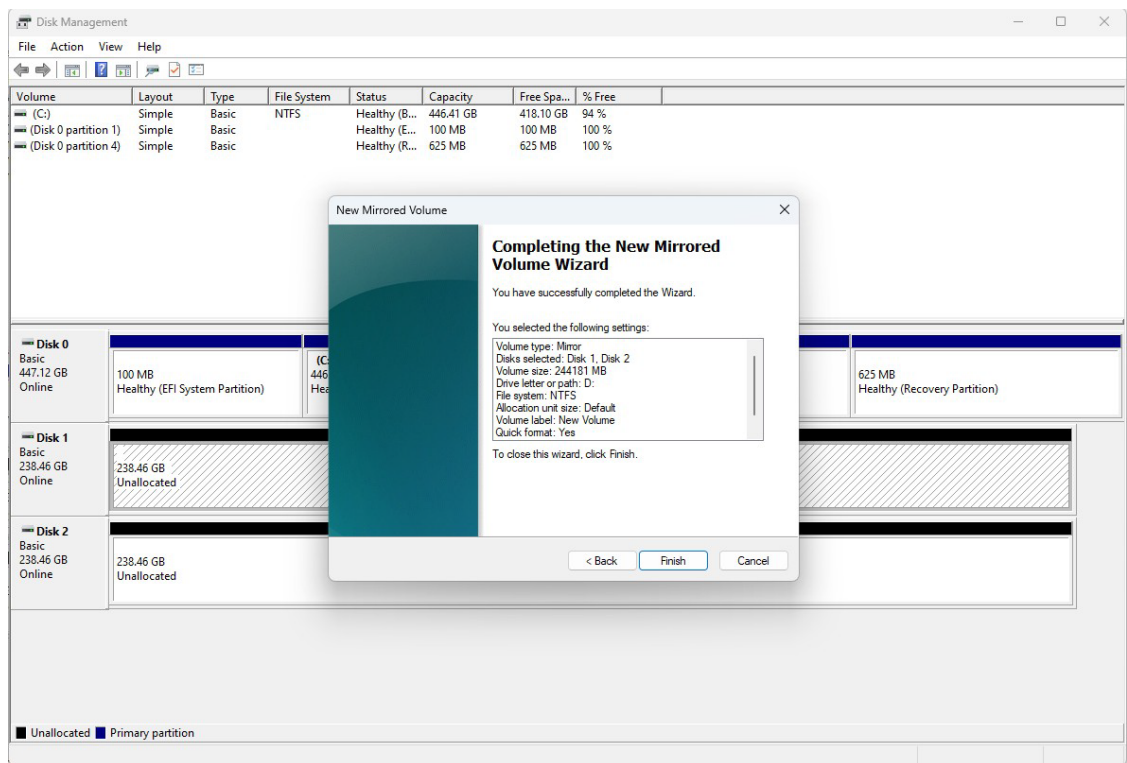 Disk Management
File Action View Help
Volume Layout Type File System Status Capacity Free Spa... % Free
(C:) Simple Basic NTFS Healthy (B... 446.41 GB 418.10 GB 94 %
(Disk 0 partition 1) Simple Basic Healthy (E... 100 MB 100 MB 100 %
(Disk 0 partition 4) Simple Basic Healthy (R... 625 MB 625 MB 100 %
New Mirrored Volume
Completing the New Mirrored
Volume Wizard
You have successfully completed the Wizard.
You selected the following settings:
Volume type: Mirror
Disks selected: Disk 1, Disk 2
Volume size: 244181 MB
Drive letter or path: D:
File system: NTFS
Allocation unit size: Default
Volume label: New Volume
Quick format: Yes
To close this wizard, click Finish.
< Back Finish Cancel
Disk 0
Basic
447.12 GB
Online
100 MB
Healthy (EFI System Partition)
(C:
446
Hea
625 MB
Healthy (Recovery Partition)
Disk 1
Basic
238.46 GB
Online
238.46 GB
Unallocated
Disk 2
Basic
238.46 GB
Online
238.46 GB
Unallocated
Unallocated Primary partition